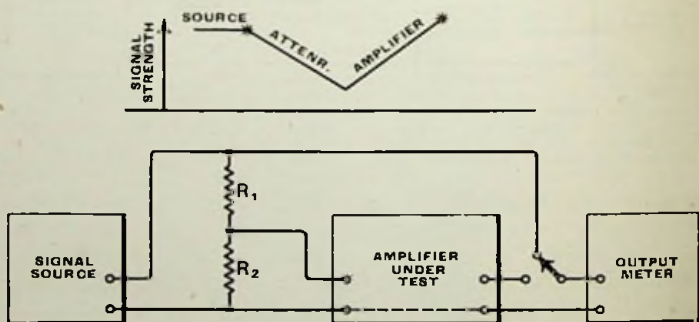 SOURCE
ATTENR.
AMPLIFIER
SIGNAL
STRENGTH
R₁
R₂
SIGNAL
SOURCE
AMPLIFIER
UNDER
TEST
OUTPUT
METER